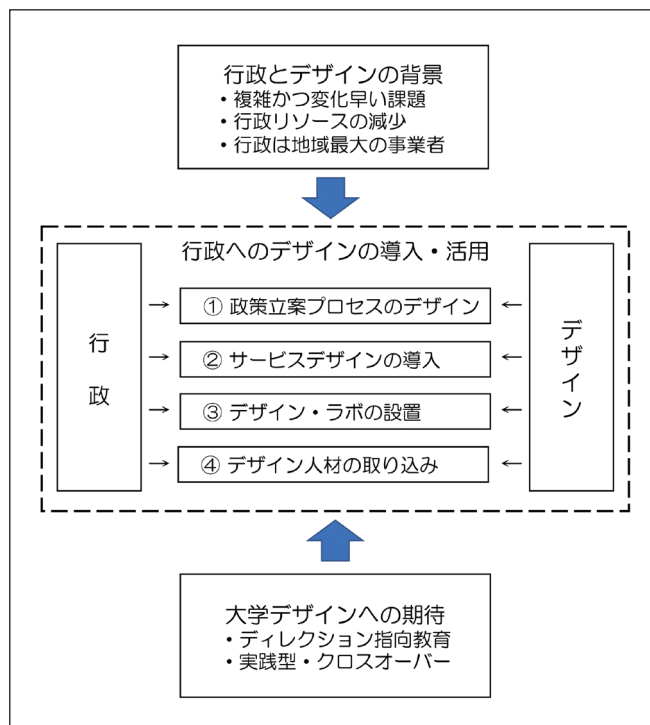 行政とデザインの背景
・複雑かつ変化早い課題
・行政リソースの減少
・行政は地域最大の事業者
行政へのデザインの導入・活用
行政
→ ① 政策立案プロセスのデザイン ←
→ ② サービスデザインの導入 ←
→ ③ デザイン・ラボの設置 ←
→ ④ デザイン人材の取り込み ←
デザイン
大学デザインへの期待
・ディレクション指向教育
・実践型・クロスオーバー